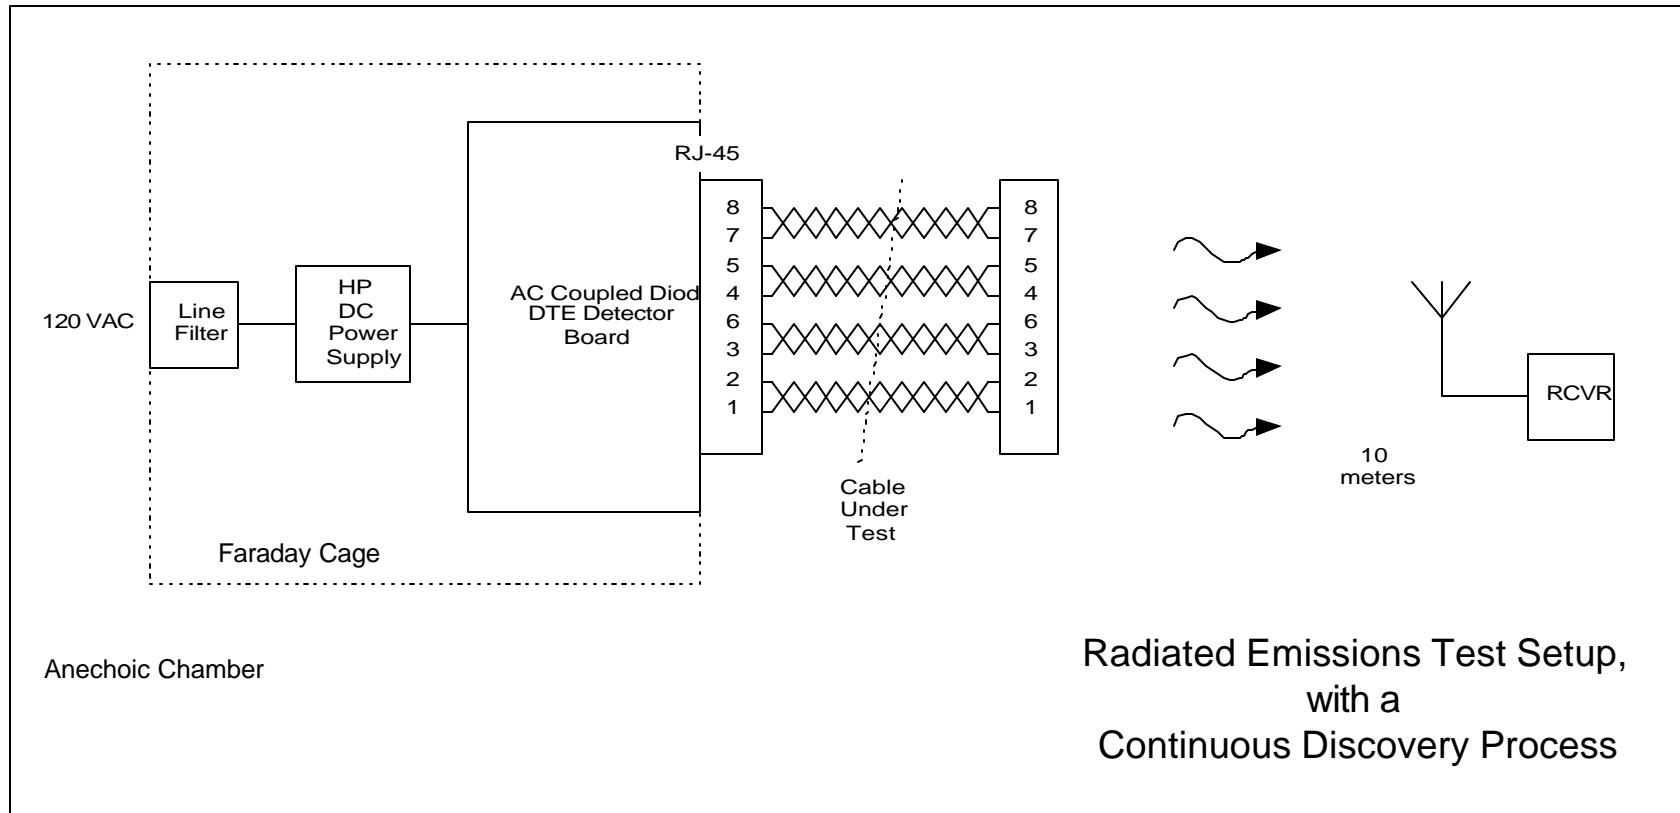 RJ-45
8
7
5
4
6
3
2
1
8
7
5
4
6
3
2
1
120 VAC
Line
Filter
HP
DC
Power
Supply
AC Coupled Diod
DTE Detector
Board
Cable
Under
Test
10
meters
RCVR
Faraday Cage
Anechoic Chamber
Radiated Emissions Test Setup,
with a
Continuous Discovery Process